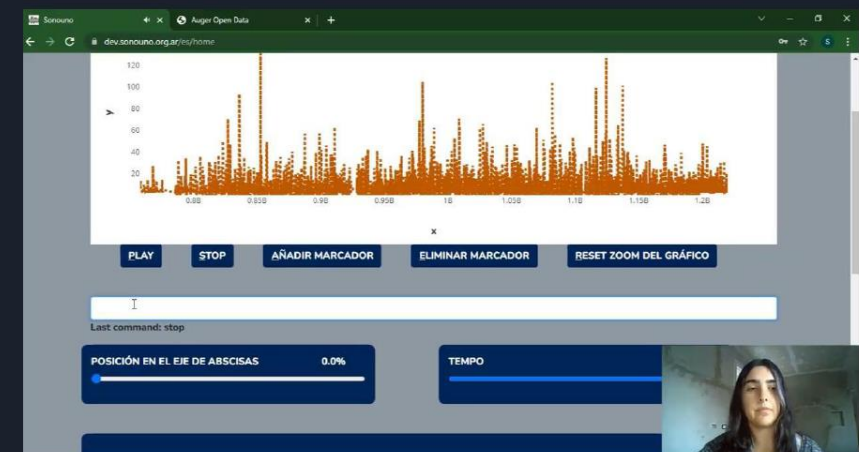 Sonouno
Auger Open Data
dev.sonouno.org.ar/es/home
S
120
100
80
60
40
20
y
0.8B 0.85B 0.9B 0.95B 1B 1.05B 1.1B 1.15B 1.2B
x
PLAY STOP AÑADIR MARCADOR ELIMINAR MARCADOR RESET ZOOM DEL GRÁFICO
Last command: stop
POSICIÓN EN EL EJE DE ABSCISAS 0.0% TEMPO